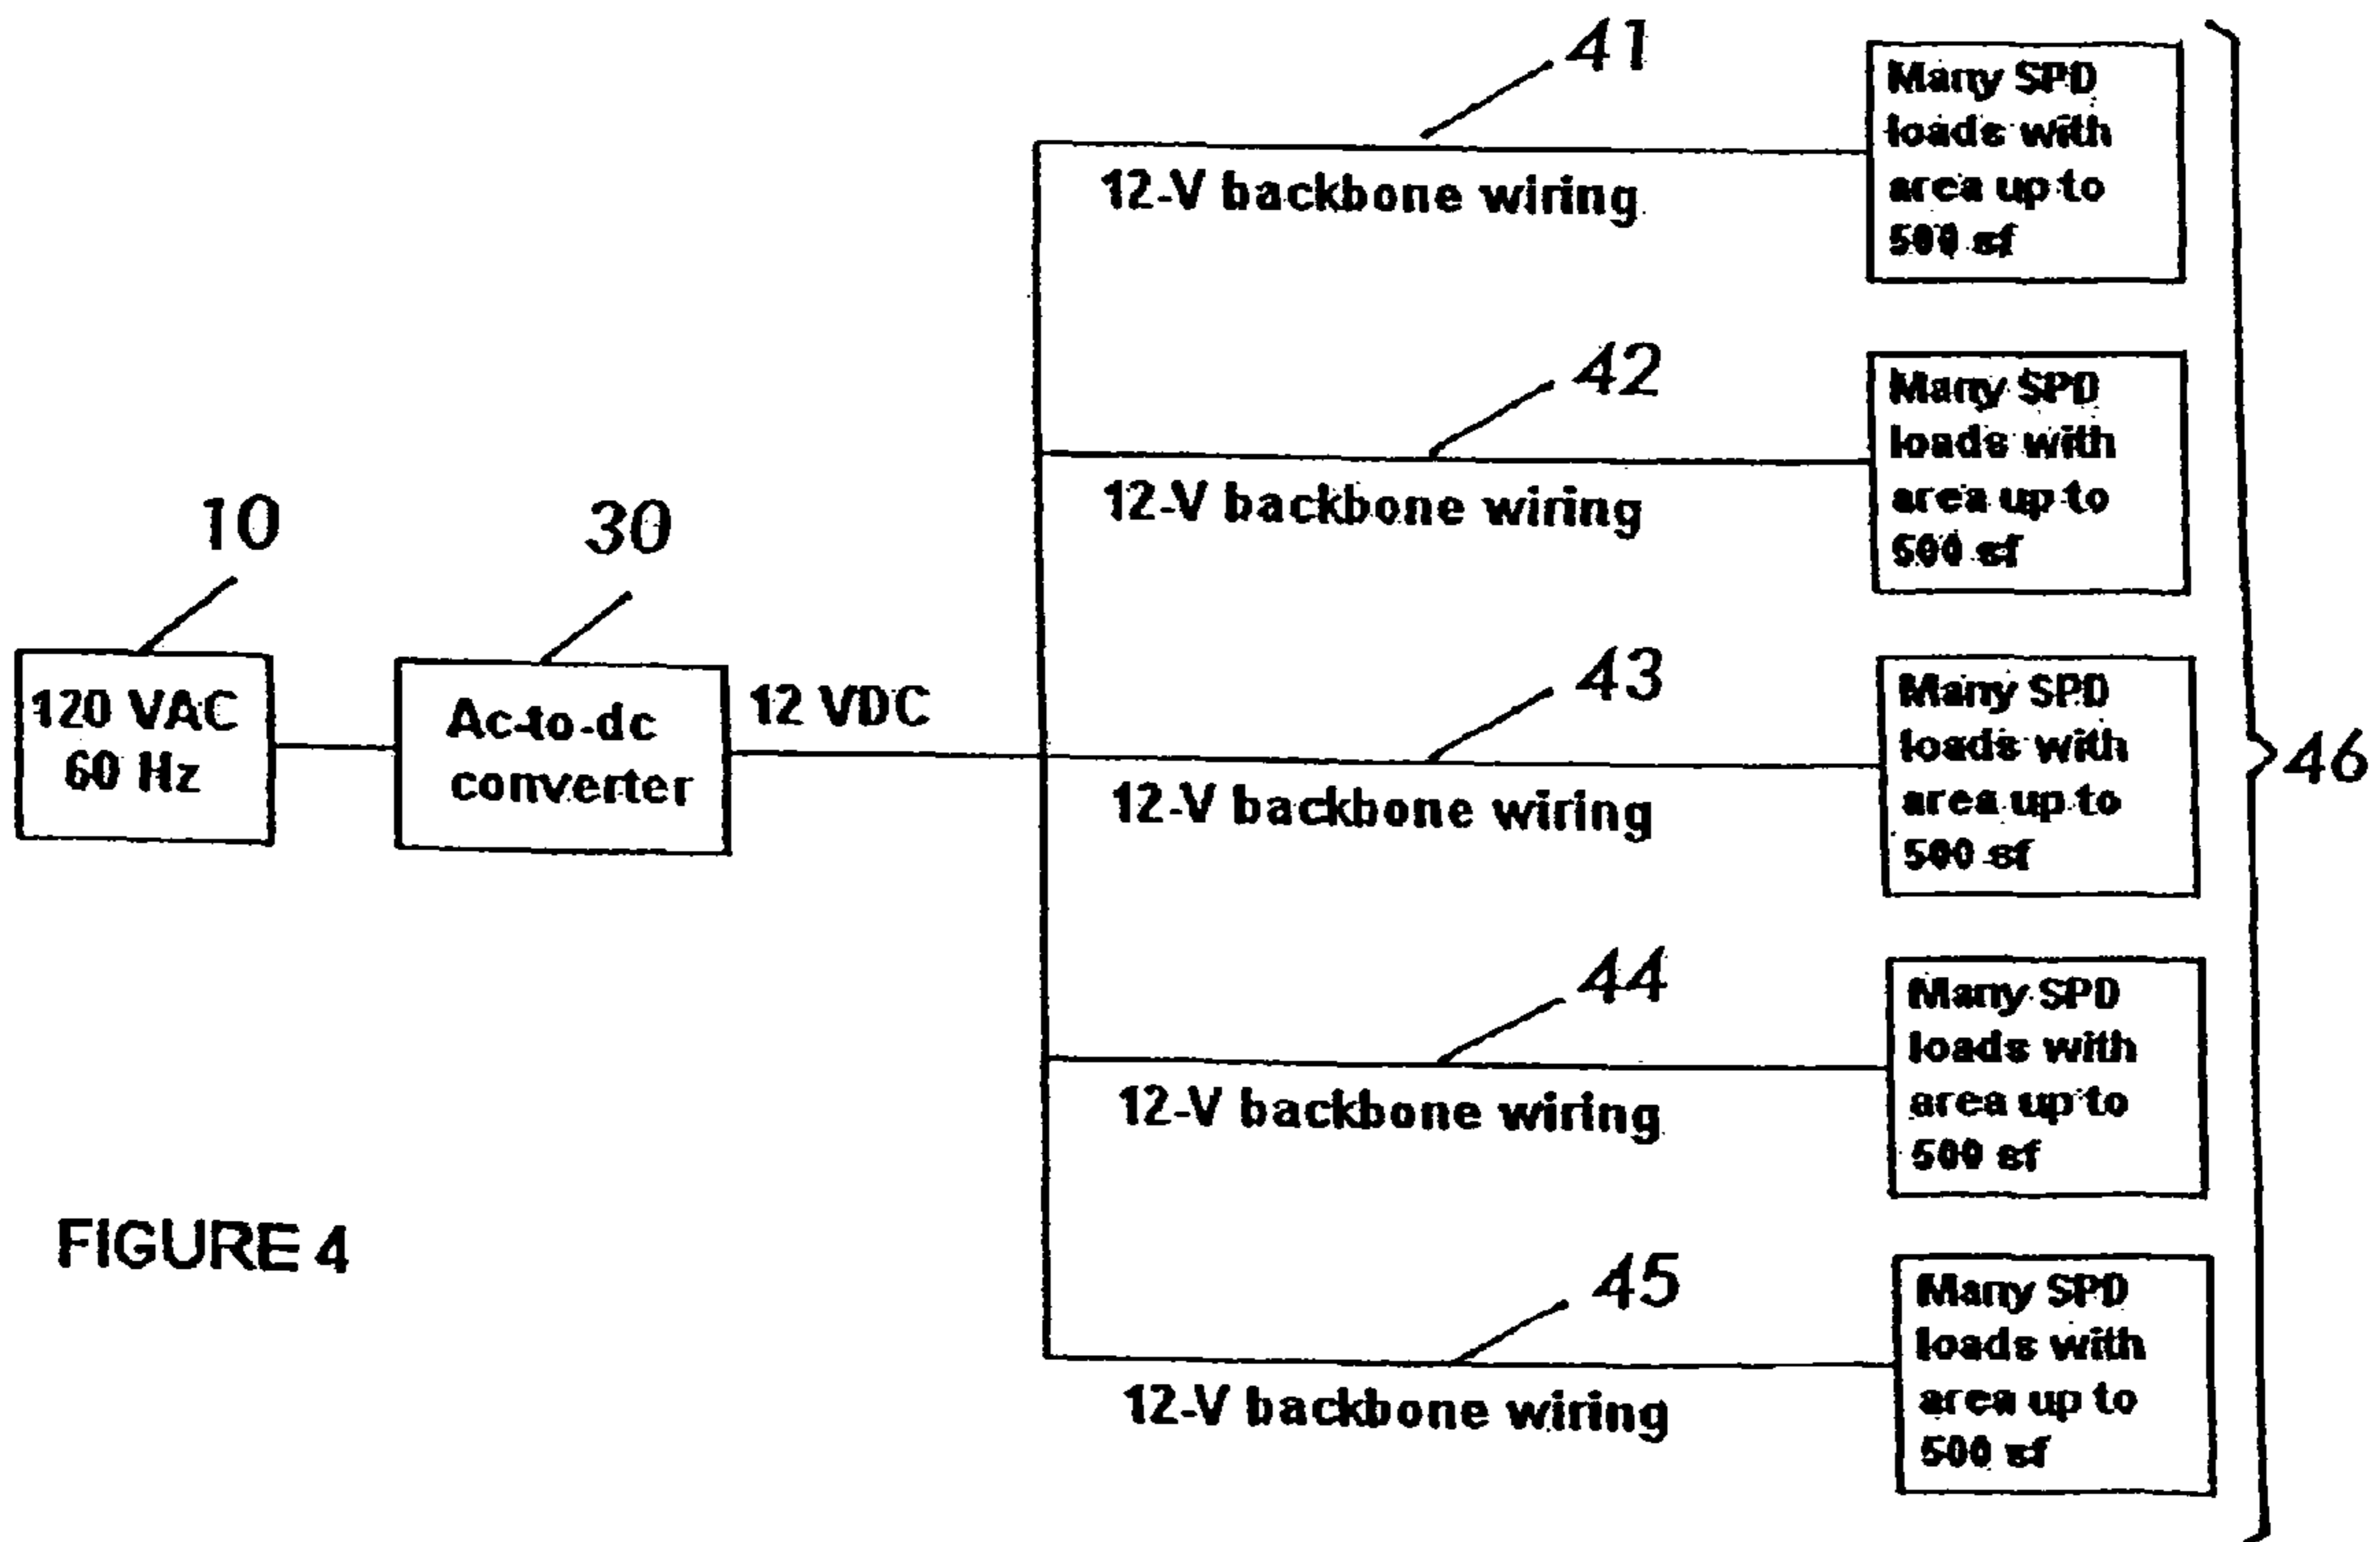 41
Many SPD
loads with
area up to
500 sf
12-V backbone wiring
42
Many SPD
loads with
area up to
500 sf
12-V backbone wiring
10
30
43
Many SPD
loads with
area up to
500 sf
120 VAC
60 Hz
Ac-to-dc
converter
12 VDC
46
12-V backbone wiring
44
Many SPD
loads with
area up to
500 sf
12-V backbone wiring
FIGURE 4
45
Many SPD
loads with
area up to
500 sf
12-V backbone wiring